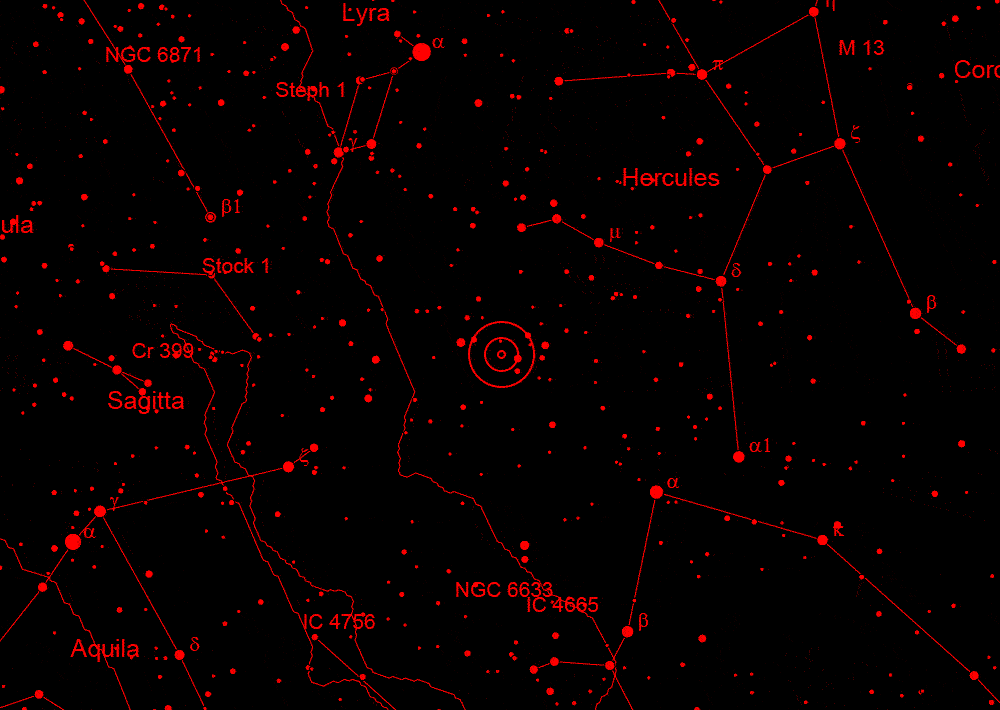 Lyra
η
α
M 13
NGC 6871
π
Coro
Steph 1
γ
ζ
Hercules
β1
ula
μ
Stock 1
δ
β
Cr 399
Sagitta
α1
ζ
α
γ
α
κ
NGC 6633
IC 4665
IC 4756
β
Aquila
δ